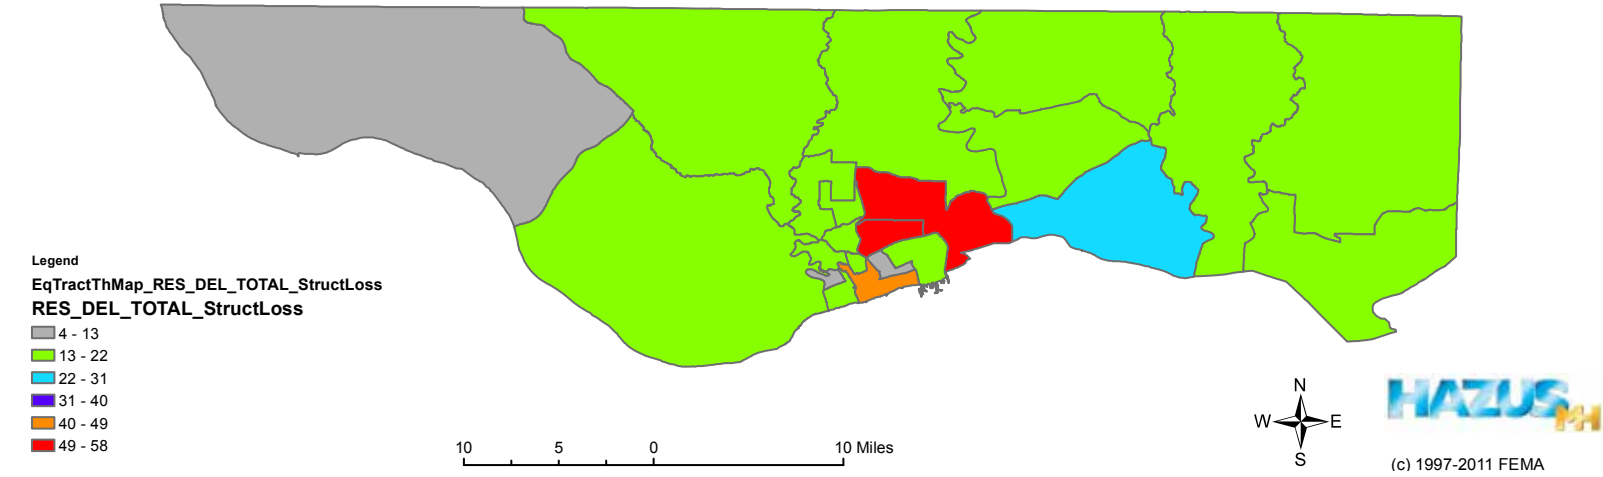 Legend
EqTractThMap_RES_DEL_TOTAL_StructLoss
RES_DEL_TOTAL_StructLoss
4 - 13
13 - 22
22 - 31
31 - 40
40 - 49
49 - 58
10 5 0 10 Miles
N
W E
S
HAZUS
MH
(c) 1997-2011 FEMA